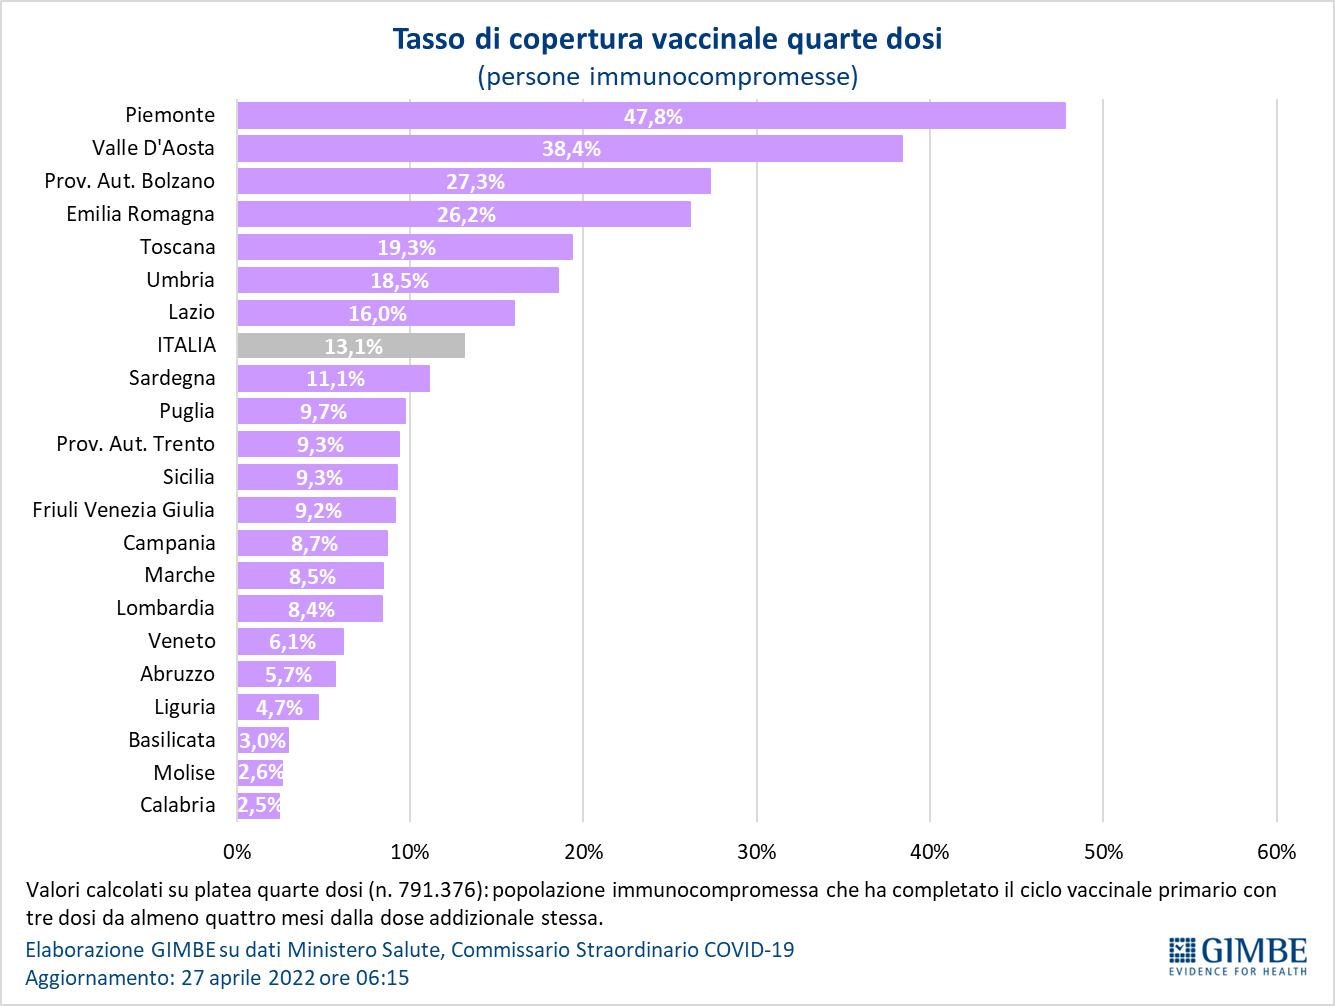 Tasso di copertura vaccinale quarte dosi
(persone immunocompromesse)
Piemonte 47,8%
Valle D'Aosta 38,4%
Prov. Aut. Bolzano 27,3%
Emilia Romagna 26,2%
Toscana 19,3%
Umbria 18,5%
Lazio 16,0%
ITALIA 13,1%
Sardegna 11,1%
Puglia 9,7%
Prov. Aut. Trento 9,3%
Sicilia 9,3%
Friuli Venezia Giulia 9,2%
Campania 8,7%
Marche 8,5%
Lombardia 8,4%
Veneto 6,1%
Abruzzo 5,7%
Liguria 4,7%
Basilicata 3,0%
Molise 2,6%
Calabria 2,5%
0% 10% 20% 30% 40% 50% 60%
Valori calcolati su platea quarte dosi (n. 791.376): popolazione immunocompromessa che ha completato il ciclo vaccinale primario con
tre dosi da almeno quattro mesi dalla dose addizionale stessa.
Elaborazione GIMBE su dati Ministero Salute, Commissario Straordinario COVID-19
Aggiornamento: 27 aprile 2022 ore 06:15
GIMBE
EVIDENCE FOR HEALTH